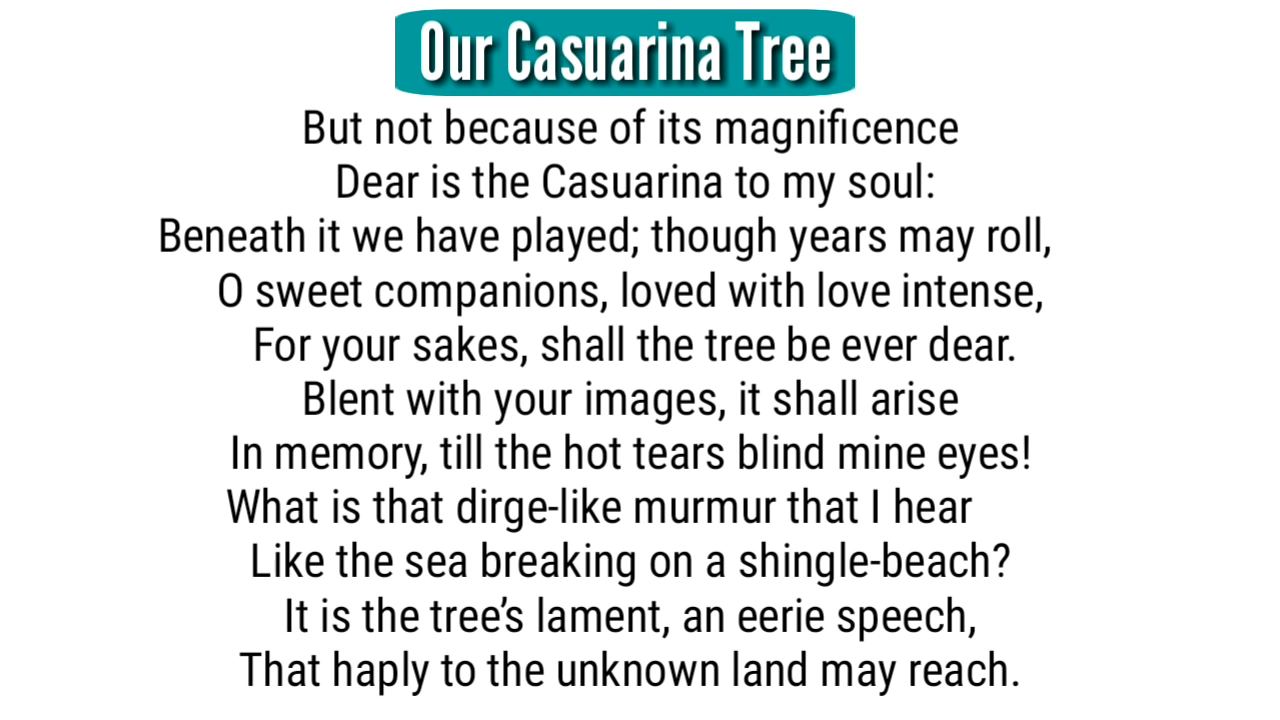 Our Casuarina Tree
But not because of its magnificence
Dear is the Casuarina to my soul:
Beneath it we have played; though years may roll,
O sweet companions, loved with love intense,
For your sakes, shall the tree be ever dear.
Blent with your images, it shall arise
In memory, till the hot tears blind mine eyes!
What is that dirge-like murmur that I hear
Like the sea breaking on a shingle-beach?
It is the tree’s lament, an eerie speech,
That haply to the unknown land may reach.